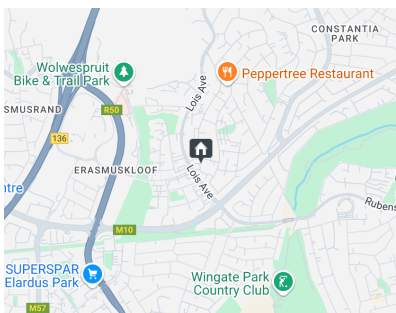 CONSTANTIA
PARK
Wolwespruit
Bike & Trail Park
Peppertree Restaurant
Lois Ave
SMUSRAND
R50
136
ERASMUSKLOOF
Lois Ave
ntre
Rubens
M10
SUPERSPAR
Elardus Park
Wingate Park
Country Club
M57